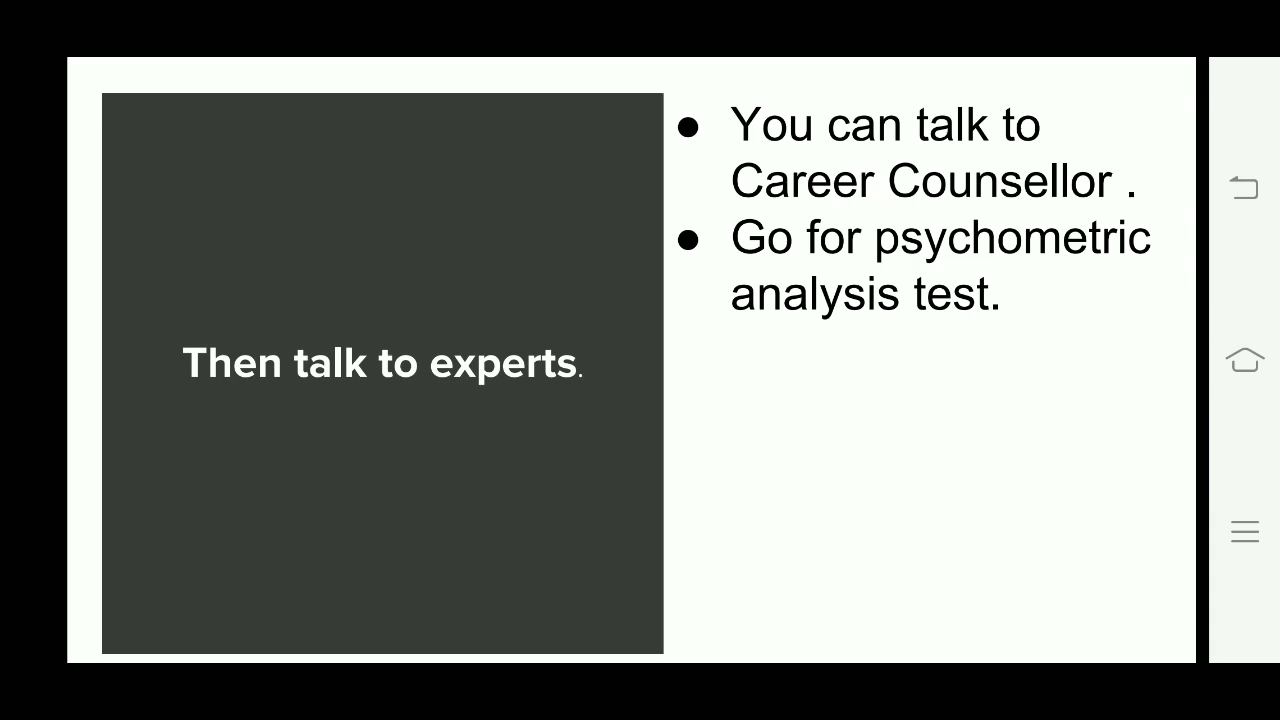 Then talk to experts.
● You can talk to
Career Counsellor .
● Go for psychometric
analysis test.